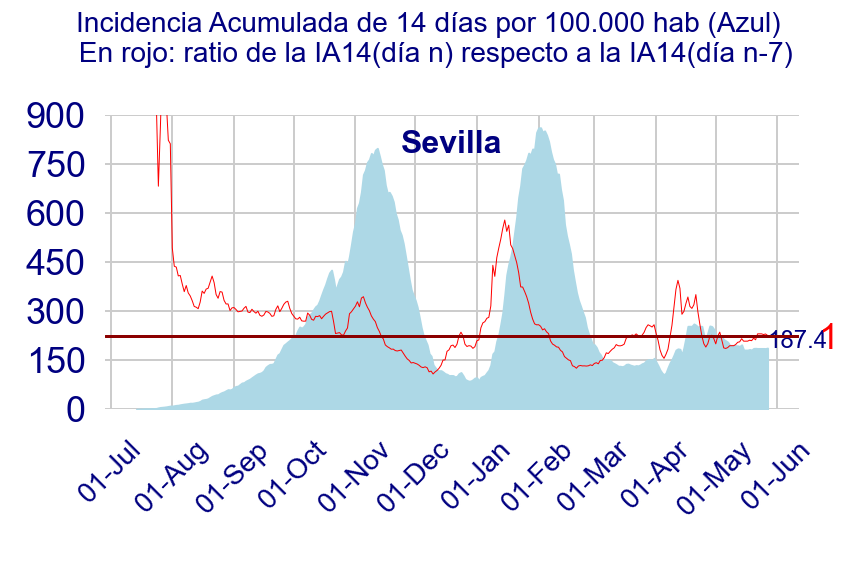 Incidencia Acumulada de 14 días por 100.000 hab (Azul)
En rojo: ratio de la IA14(día n) respecto a la IA14(día n-7)
900
Sevilla
750
600
450
300
187.4
1
150
0
01-Jul
01-Aug
01-Sep
01-Oct
01-Nov
01-Dec
01-Jan
01-Feb
01-Mar
01-Apr
01-May
01-Jun